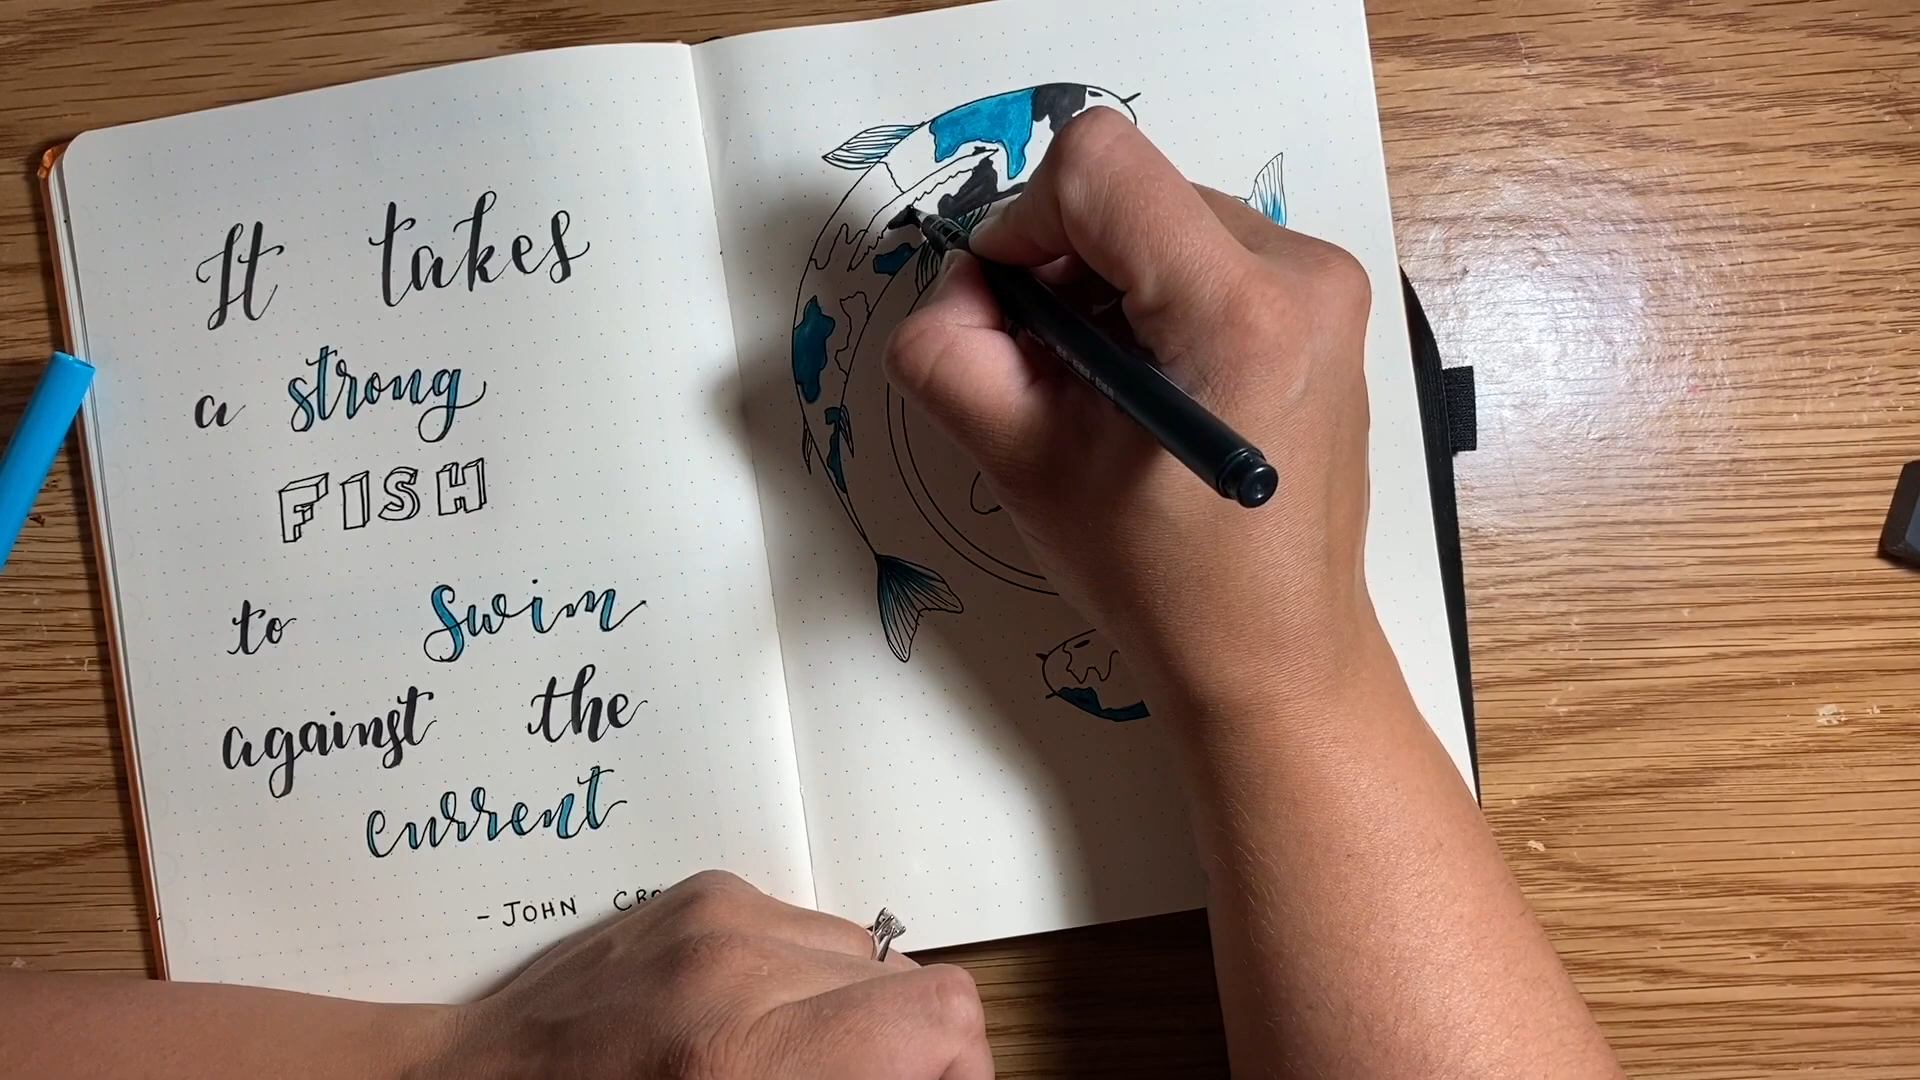 It takes
a strong
FISH
to swim
against the
current
- JOHN